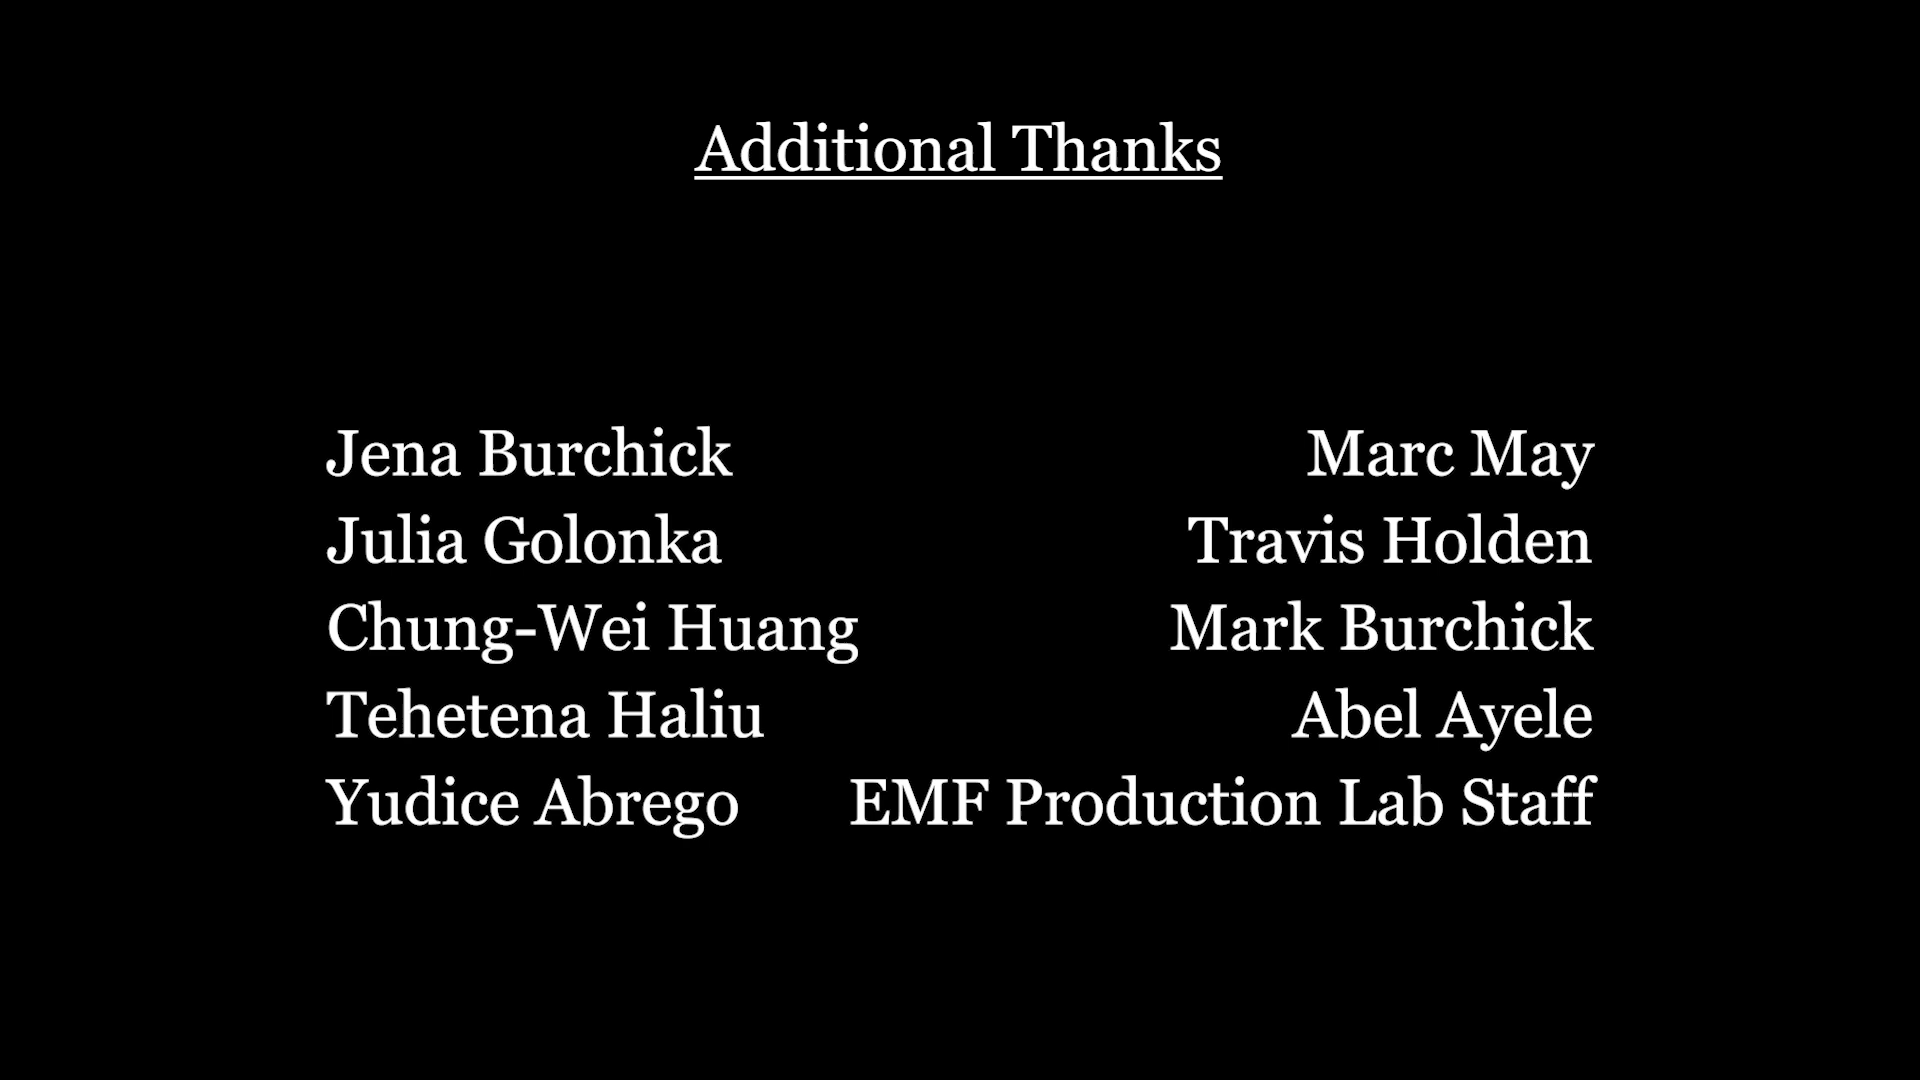 Additional Thanks
Jena Burchick
Marc May
Julia Golonka
Travis Holden
Chung-Wei Huang
Mark Burchick
Tehetena Haliu
Abel Ayele
Yudice Abrego
EMF Production Lab Staff